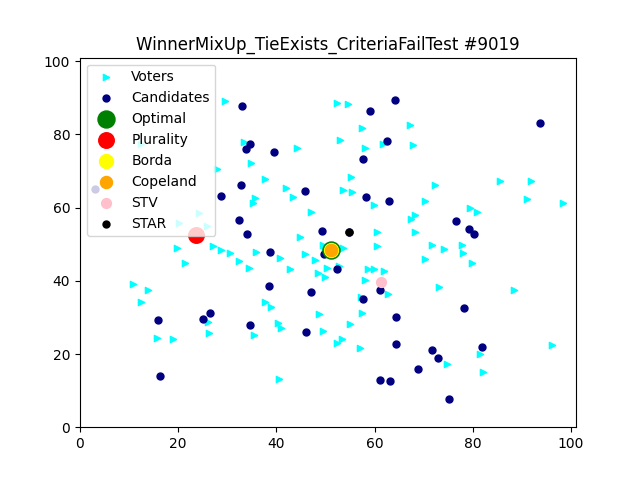 WinnerMixUp_TieExists_CriteriaFailTest #9019
Voters
Candidates
Optimal
Plurality
Borda
Copeland
STV
STAR
100
80
60
40
20
0
0 20 40 60 80 100